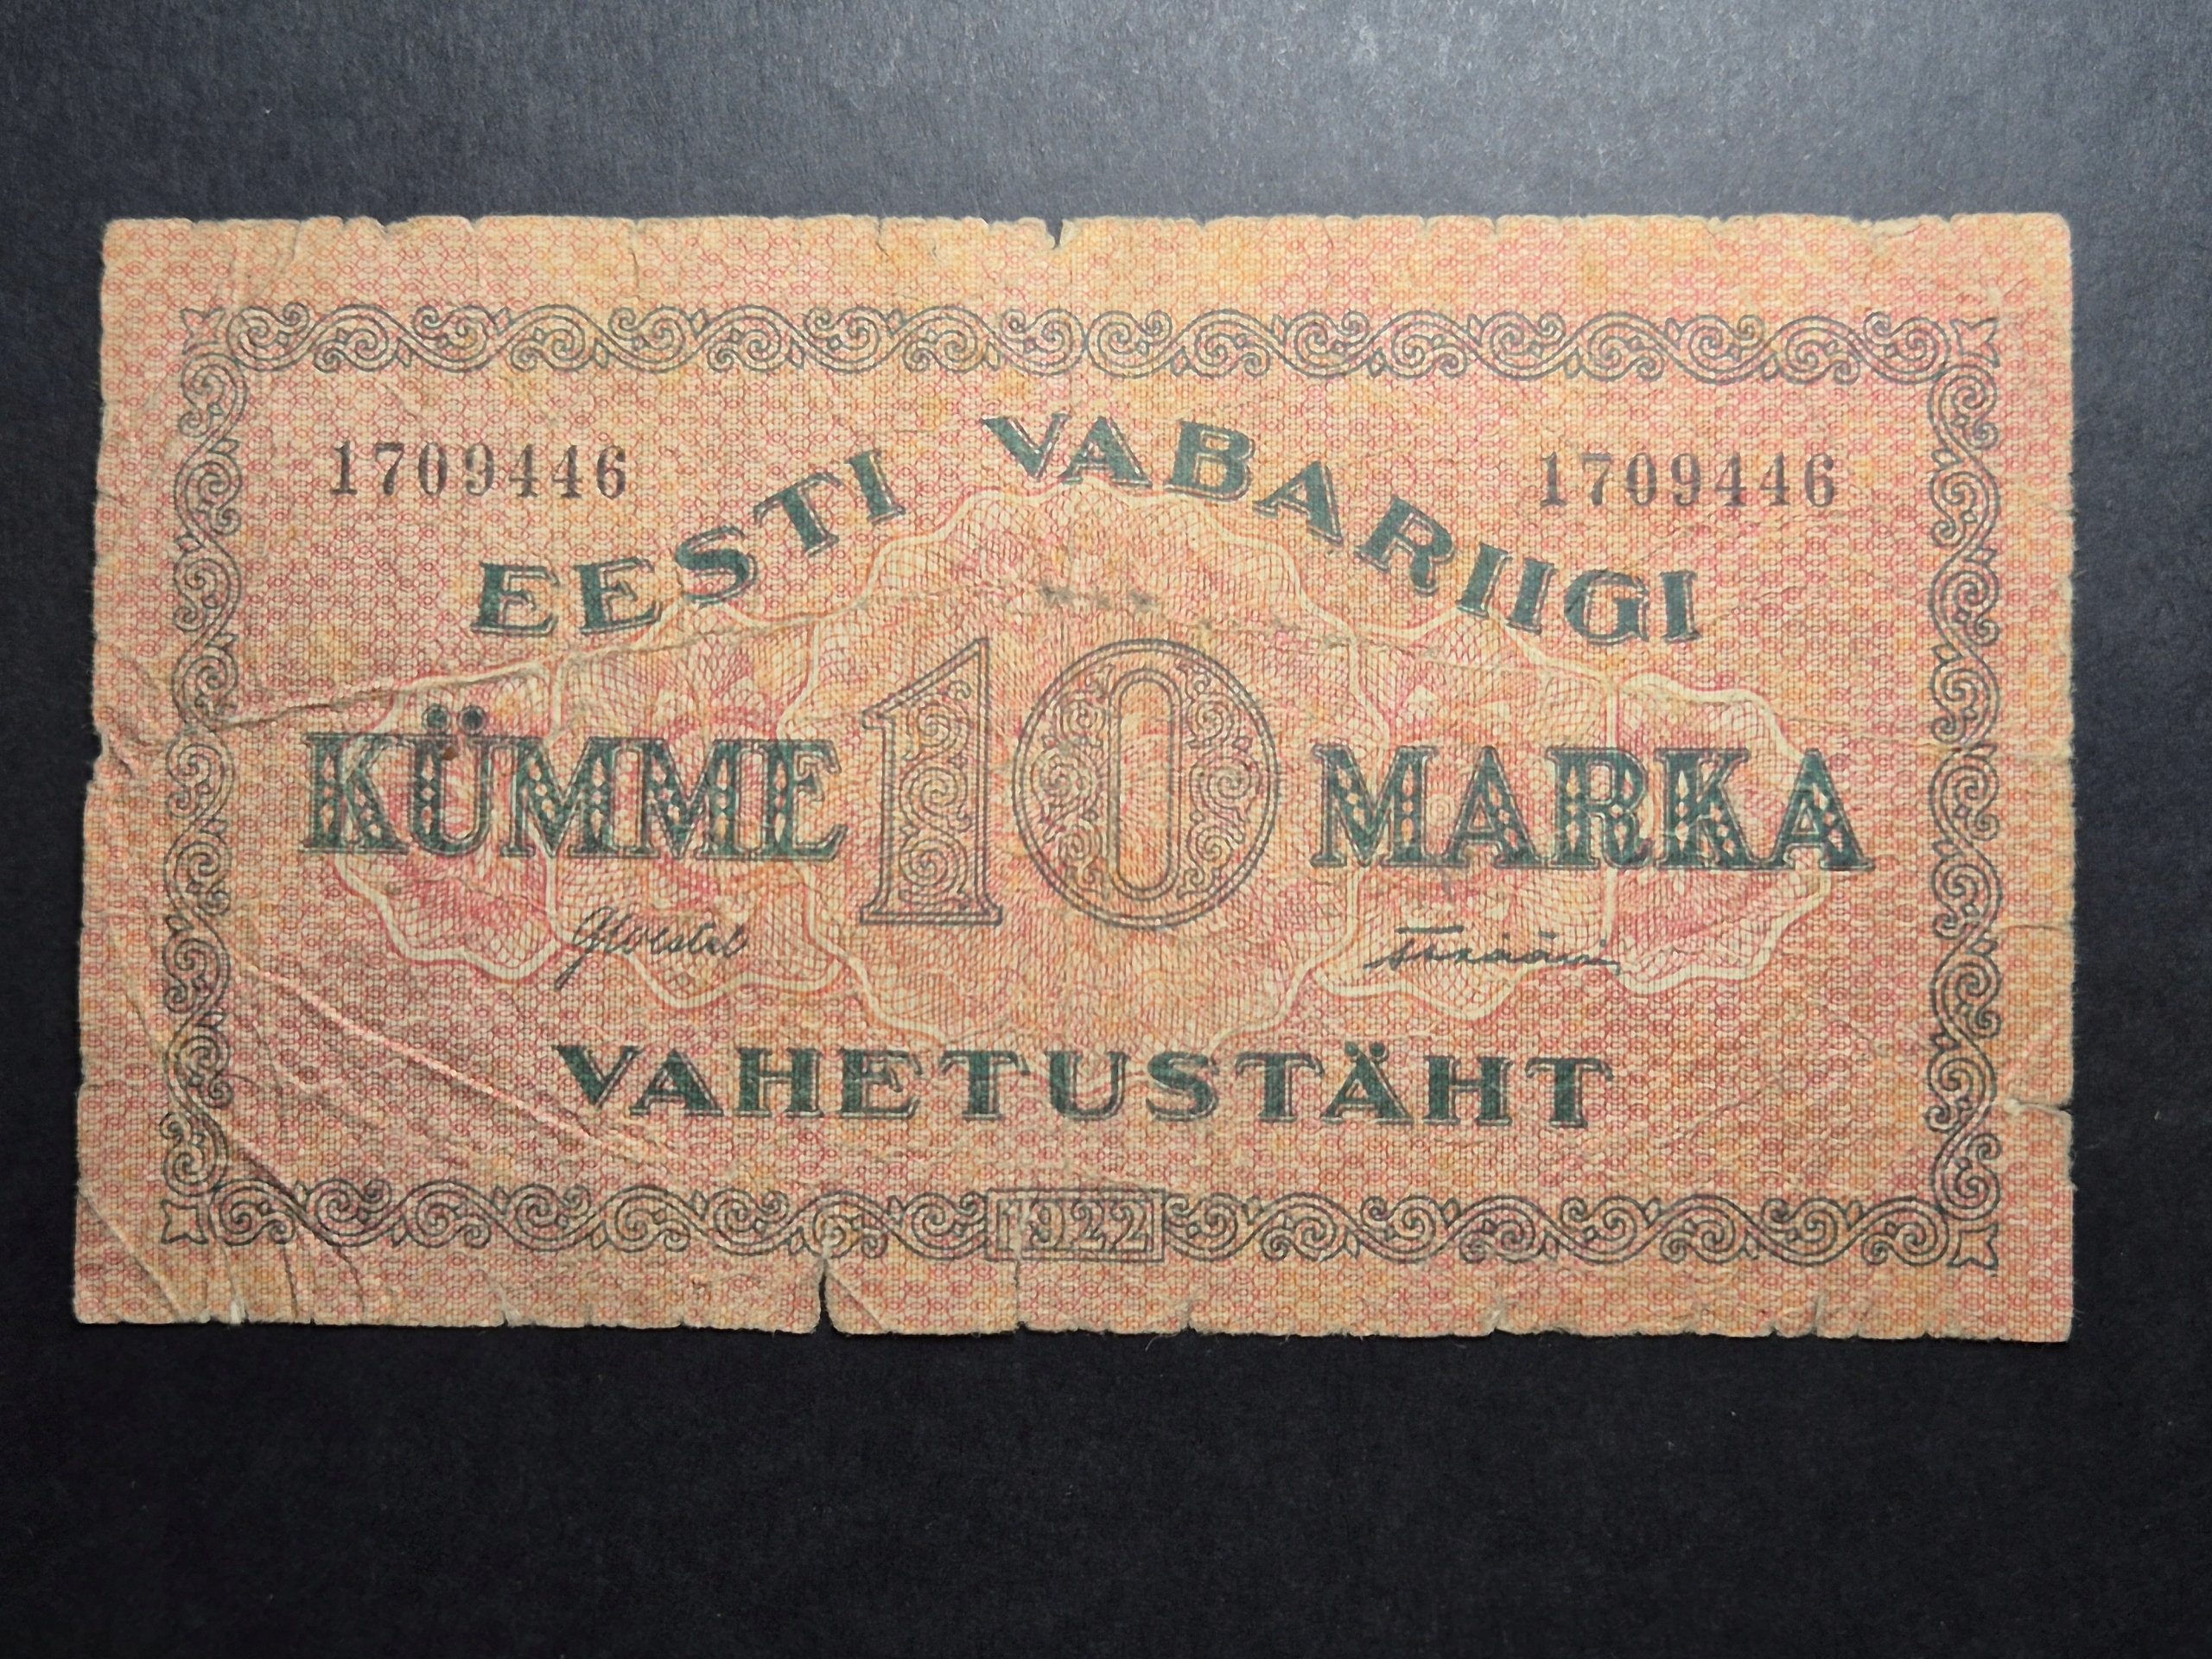 1709446
1709446
EESTI VABARIIGI
KÜMME 10 MARKA
VAHETUSTÄHT
1922